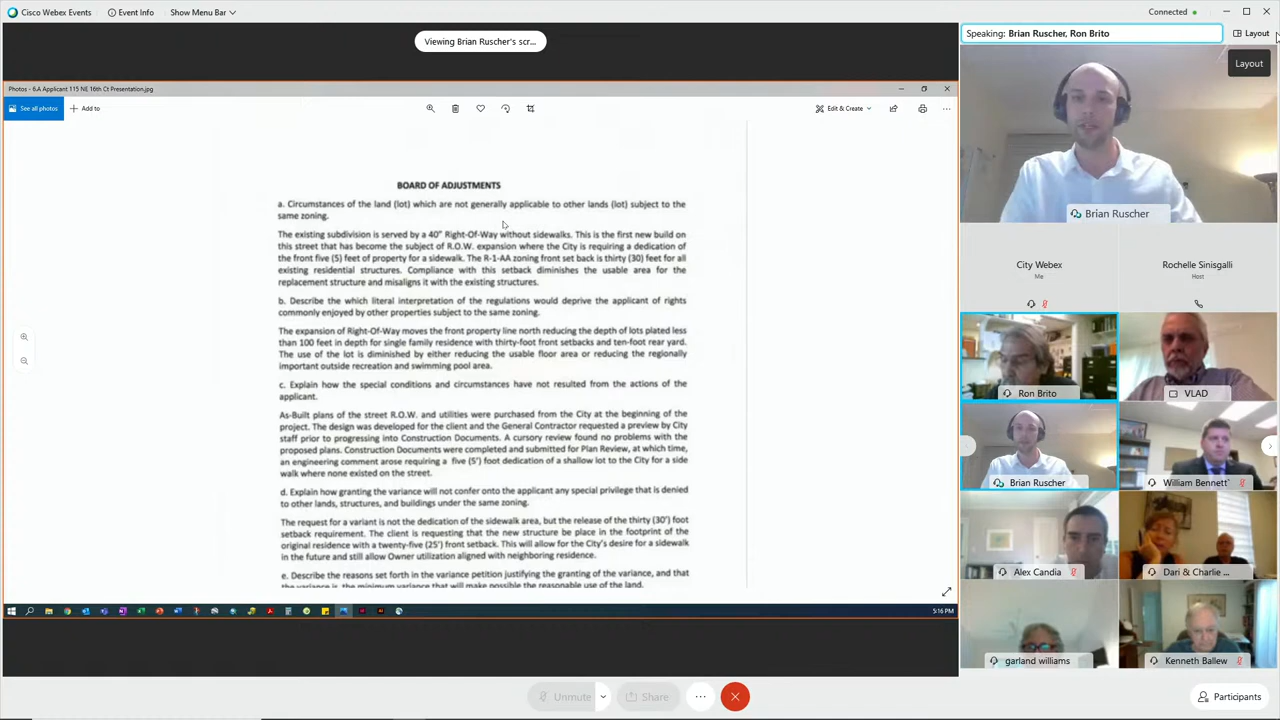 Cisco Webex Events
Event Info
Show Menu Bar
Connected
Viewing Brian Ruscher's scr...
Speaking: Brian Ruscher, Ron Brito
Layout
Layout
Photos - 6.A Applicant 115 NE 16th Ct Presentation.jpg
See all photos
Add to
Edit & Create
BOARD OF ADJUSTMENTS
a. Circumstances of the land (lot) which are not generally applicable to other lands (lot) subject to the
same zoning.
The existing subdivision is served by a 40" Right-Of-Way without sidewalks. This is the first new build on
this street that has become the subject of R.O.W. expansion where the City is requiring a dedication of
the front five (5) feet of property for a sidewalk. The R-1-AA zoning front set back is thirty (30) feet for all
existing residential structures. Compliance with this setback diminishes the usable area for the
replacement structure and misaligns it with the existing structures.
b. Describe the which literal interpretation of the regulations would deprive the applicant of rights
commonly enjoyed by other properties subject to the same zoning.
The expansion of Right-Of-Way moves the front property line north reducing the depth of lots plated less
than 100 feet in depth for single family residence with thirty-foot front setbacks and ten-foot rear yard.
The use of the lot is diminished by either reducing the usable floor area or reducing the regionally
important outside recreation and swimming pool area.
c. Explain how the special conditions and circumstances have not resulted from the actions of the
applicant.
As-Built plans of the street R.O.W. and utilities were purchased from the City at the beginning of the
project. The design was developed for the client and the General Contractor requested a preview by City
staff prior to progressing into Construction Documents. A cursory review found no problems with the
proposed plans. Construction Documents were completed and submitted for Plan Review, at which time,
an engineering comment arose requiring a five (5') foot dedication of a shallow lot to the City for a side
walk where none existed on the street.
d. Explain how granting the variance will not confer onto the applicant any special privilege that is denied
to other lands, structures, and buildings under the same zoning.
The request for a variant is not the dedication of the sidewalk area, but the release of the thirty (30') foot
setback requirement. The client is requesting that the new structure be place in the footprint of the
original residence with a twenty-five (25') front setback. This will allow for the City's desire for a sidewalk
in the future and still allow Owner utilization aligned with neighboring residence.
e. Describe the reasons set forth in the variance petition justifying the granting of the variance, and that
the variance is the minimum variance that will make possible the reasonable use of the land.
5:16 PM
Brian Ruscher
City Webex
Me
Rochelle Sinisgalli
Host
Ron Brito
VLAD
Brian Ruscher
William Bennett`
Alex Candia
Dari & Charlie ...
garland williams
Kenneth Ballew
Unmute
Share
Participants